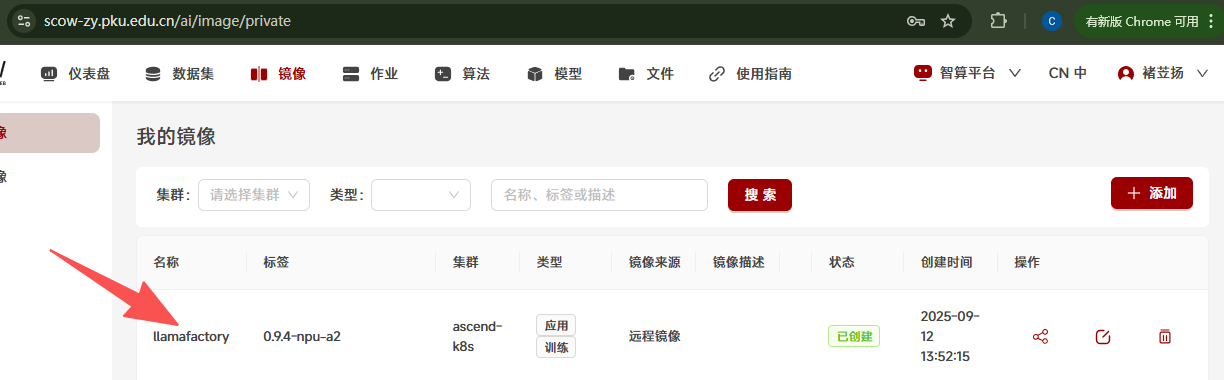 scow-zy.pku.edu.cn/ai/image/private
C
有新版 Chrome 可用
仪表盘
数据集
镜像
作业
算法
模型
文件
使用指南
智算平台
CN 中
褚苙扬
像
像
我的镜像
集群:
请选择集群
类型:
名称、标签或描述
搜 索
添加
名称
标签
集群
类型
镜像来源
镜像描述
状态
创建时间
操作
llamafactory
0.9.4-npu-a2
ascend-
k8s
应用
训练
远程镜像
已创建
2025-09-
12
13:52:15